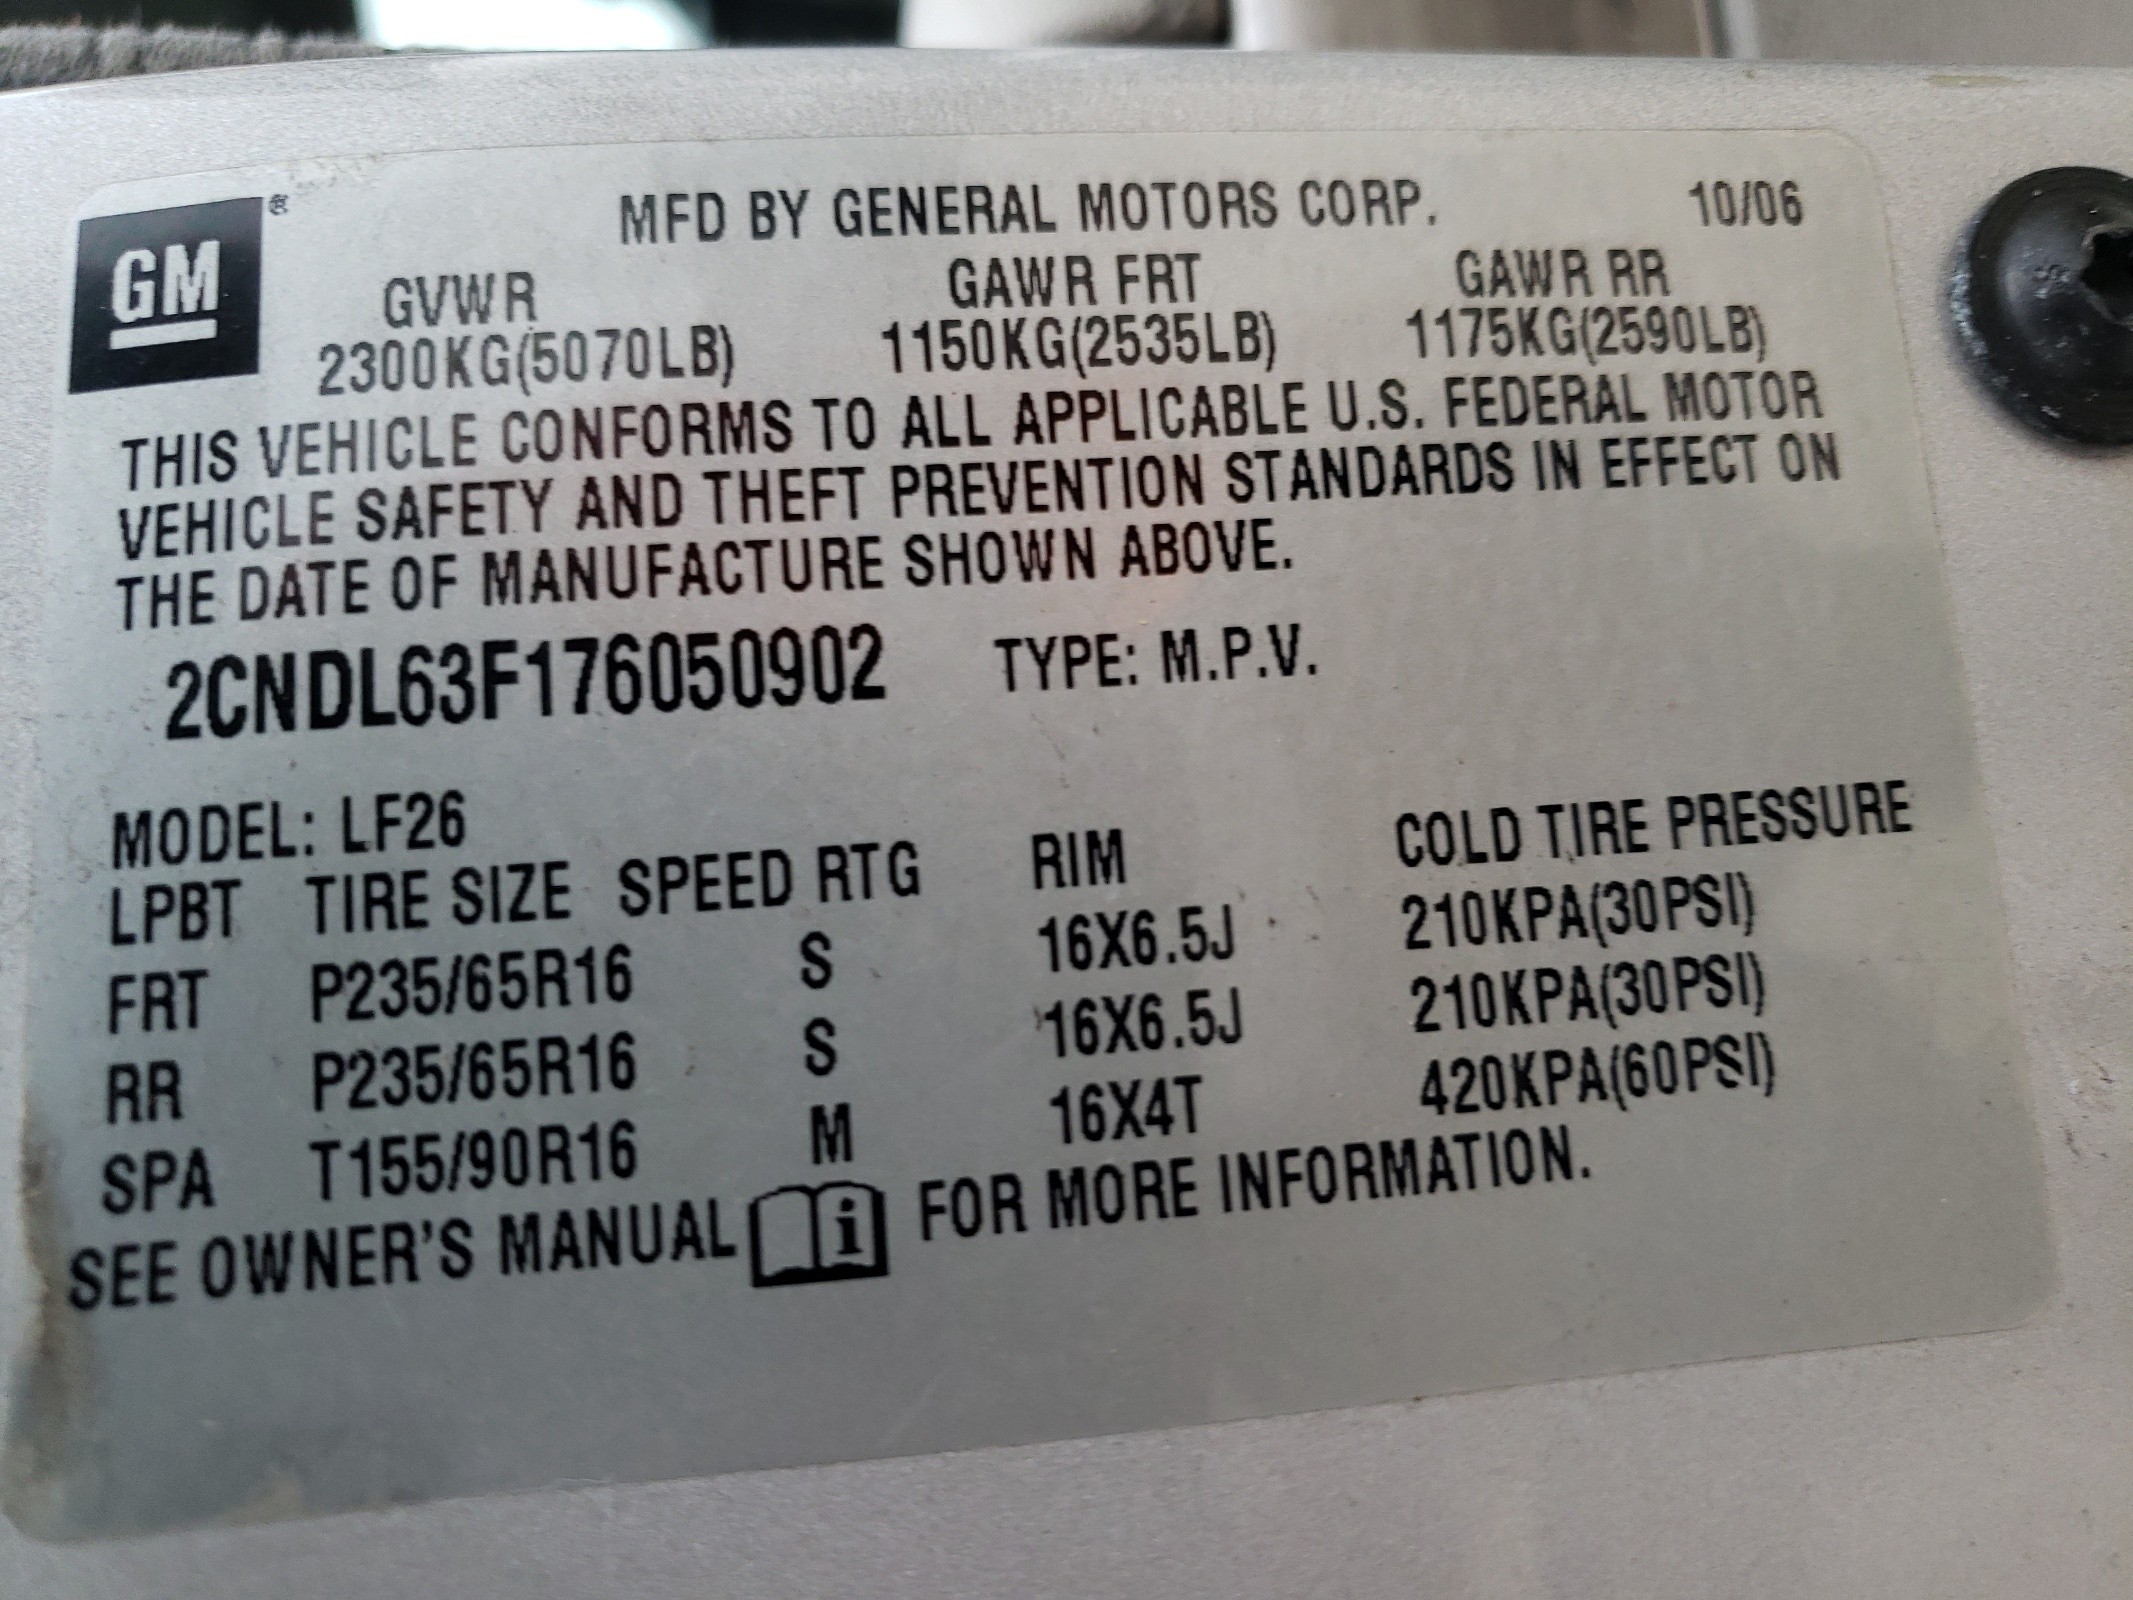 GM ®
MFD BY GENERAL MOTORS CORP. 10/06
GVWR GAWR FRT GAWR RR
2300KG(5070LB) 1150KG(2535LB) 1175KG(2590LB)
THIS VEHICLE CONFORMS TO ALL APPLICABLE U.S. FEDERAL MOTOR
VEHICLE SAFETY AND THEFT PREVENTION STANDARDS IN EFFECT ON
THE DATE OF MANUFACTURE SHOWN ABOVE.
2CNDL63F176050902 TYPE: M.P.V.
MODEL: LF26
LPBT TIRE SIZE SPEED RTG RIM COLD TIRE PRESSURE
FRT P235/65R16 S 16X6.5J 210KPA(30PSI)
RR P235/65R16 S 16X6.5J 210KPA(30PSI)
SPA T155/90R16 M 16X4T 420KPA(60PSI)
SEE OWNER'S MANUAL i FOR MORE INFORMATION.